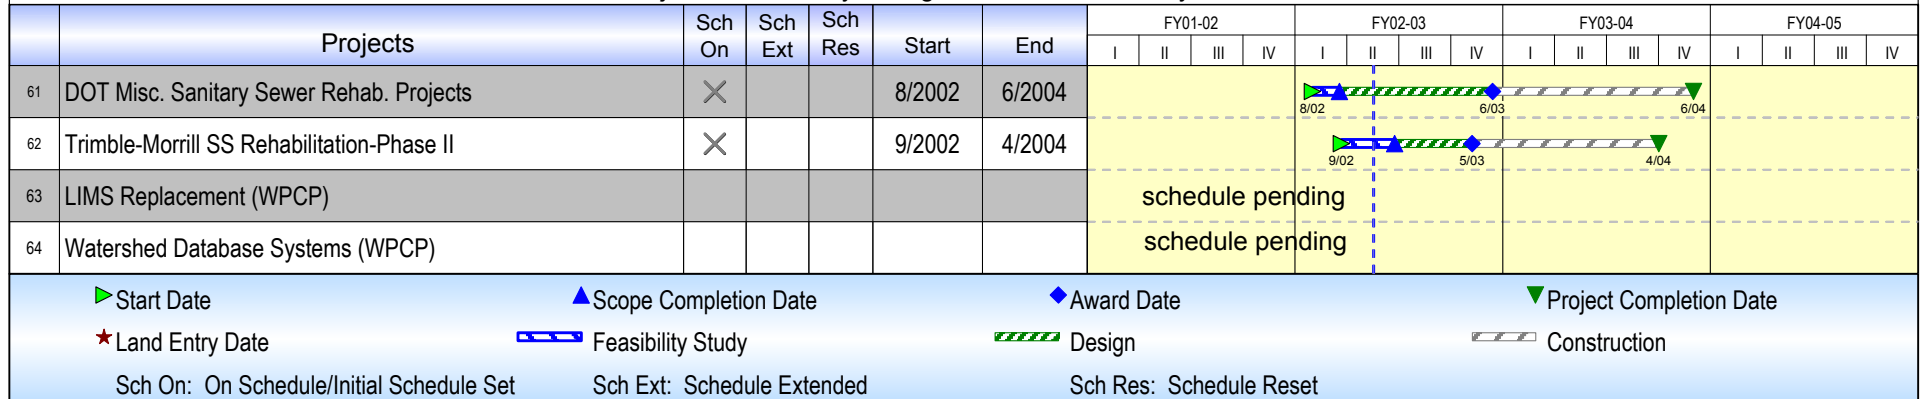 Sch Sch Sch FY01-02 FY02-03 FY03-04 FY04-05
Projects On Ext Res Start End I II III IV I II III IV I II III IV I II III IV
61 DOT Misc. Sanitary Sewer Rehab. Projects 8/2002 6/2004
8/02 6/03 6/04
62 Trimble-Morrill SS Rehabilitation-Phase II 9/2002 4/2004
9/02 5/03 4/04
63 LIMS Replacement (WPCP) schedule pending
64 Watershed Database Systems (WPCP) schedule pending
Start Date Scope Completion Date Award Date Project Completion Date
Land Entry Date Feasibility Study Design Construction
Sch On: On Schedule/Initial Schedule Set Sch Ext: Schedule Extended Sch Res: Schedule Reset